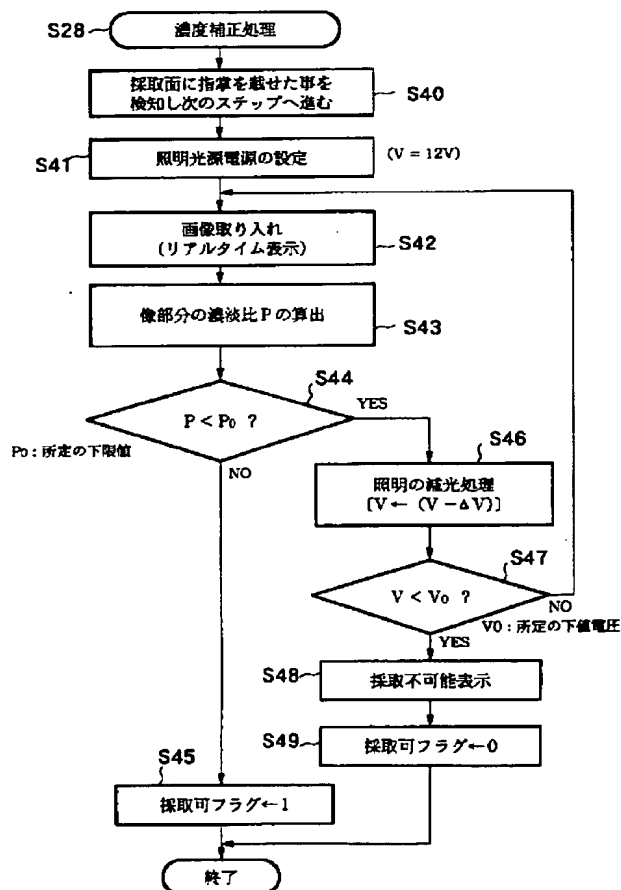 S28
濃度補正処理
採取面に指掌を載せた事を
検知し次のステップへ進む
S40
S41
照明光源電源の設定
(V = 12V)
画像取り入れ
(リアルタイム表示)
S42
像部分の濃淡比Pの算出
S43
S44
P < P₀ ?
YES
P₀:所定の下限値
NO
S46
照明の減光処理
[V ← (V - ΔV)]
S47
V < V₀ ?
NO
V0:所定の下値電圧
YES
S48
採取不可能表示
S49
採取可フラグ←0
S45
採取可フラグ←1
終了